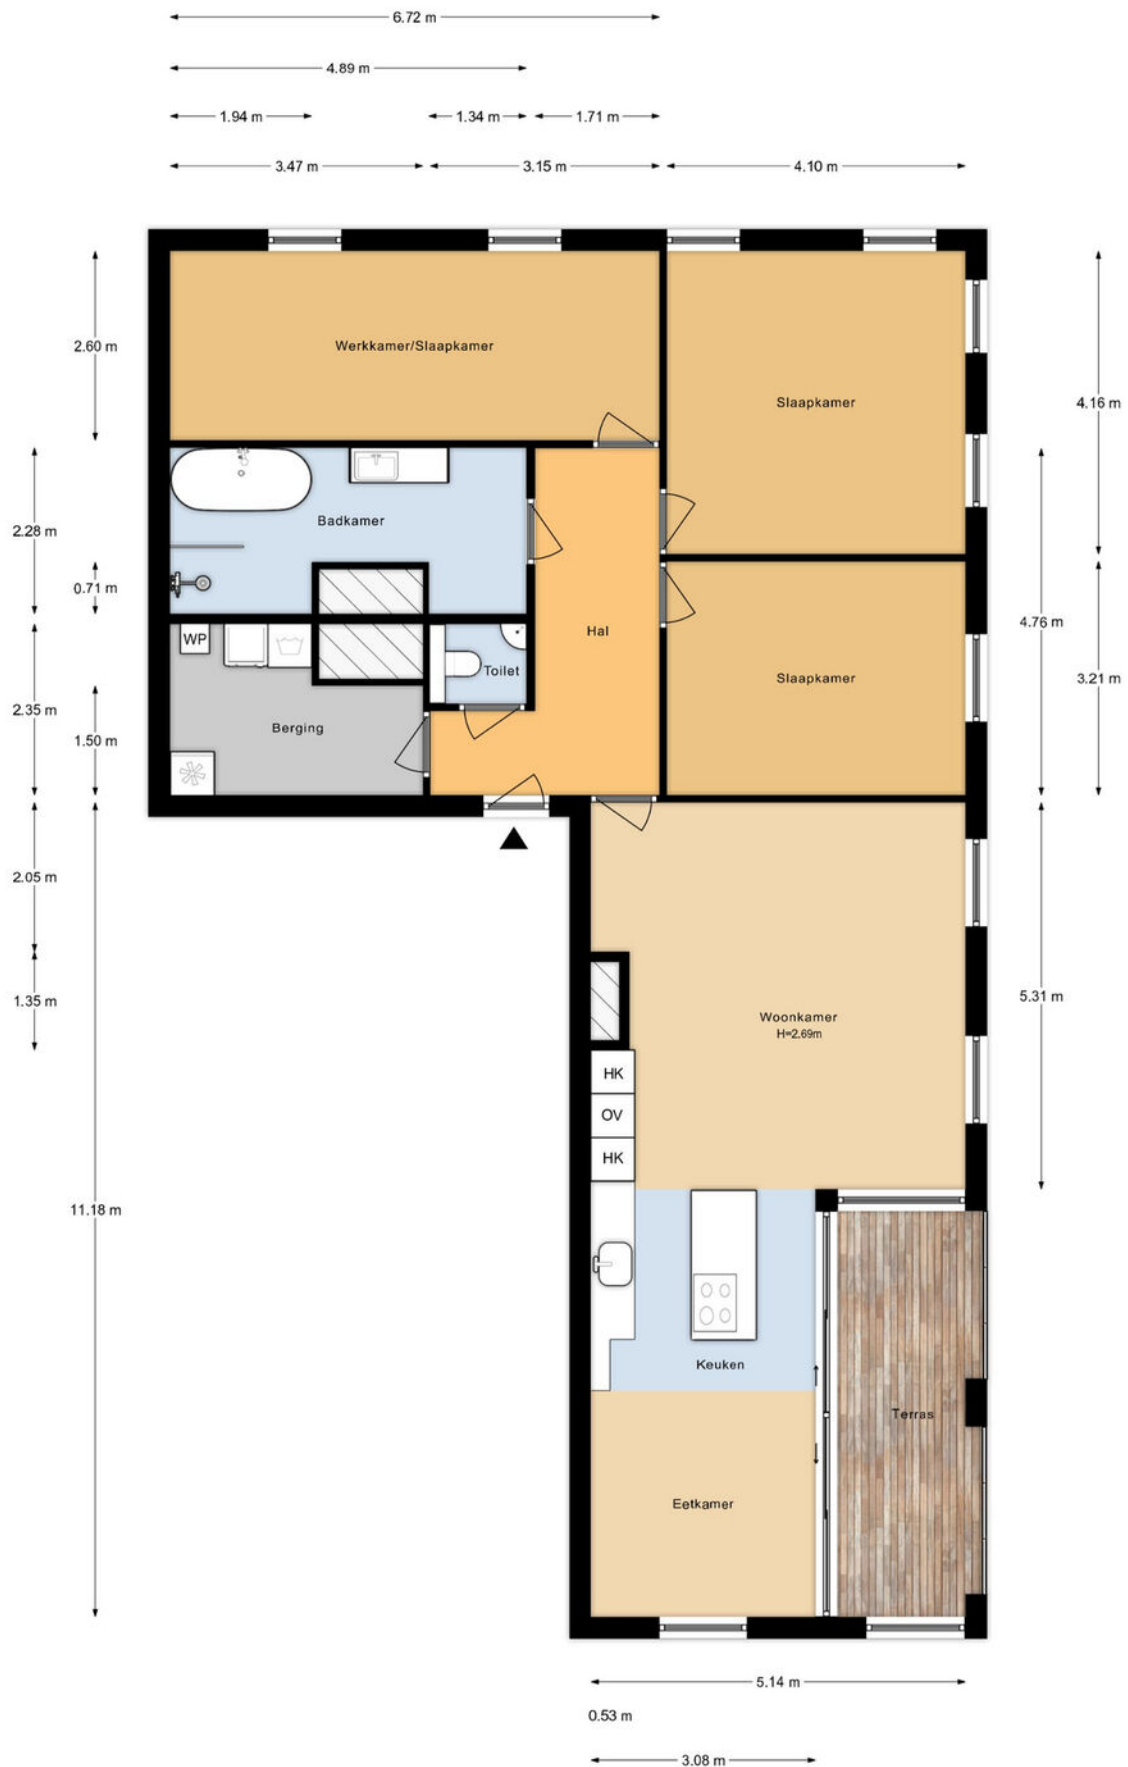 6.72 m
4.89 m
1.94 m
1.34 m
1.71 m
3.47 m
3.15 m
4.10 m
2.60 m
Werkkamer/Slaapkamer
Slaapkamer
4.16 m
2.28 m
Badkamer
0.71 m
Hal
4.76 m
WP
Toilet
Slaapkamer
3.21 m
2.35 m
Berging
1.50 m
2.05 m
1.35 m
5.31 m
Woonkamer
H=2.69m
HK
OV
HK
11.18 m
Keuken
Terras
Eetkamer
5.14 m
0.53 m
3.08 m